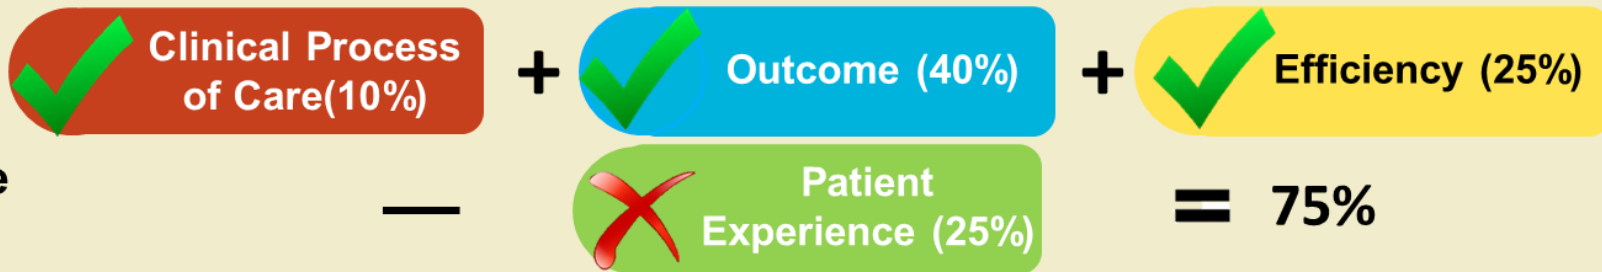 Clinical Process
of Care(10%)
+
Outcome (40%)
+
Efficiency (25%)
e
—
Patient
Experience (25%)
= 75%